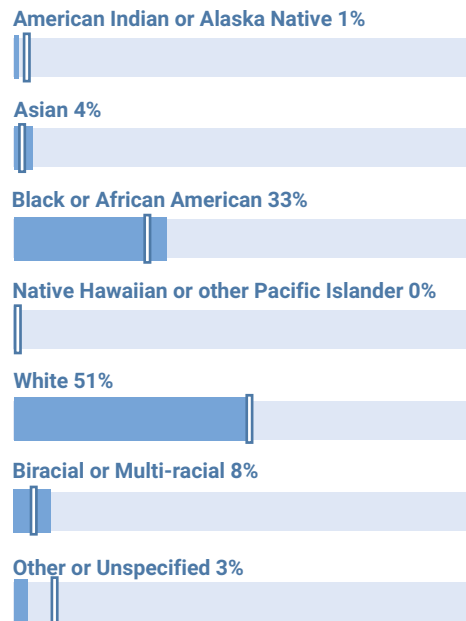 American Indian or Alaska Native 1%
Asian 4%
Black or African American 33%
Native Hawaiian or other Pacific Islander 0%
White 51%
Biracial or Multi-racial 8%
Other or Unspecified 3%